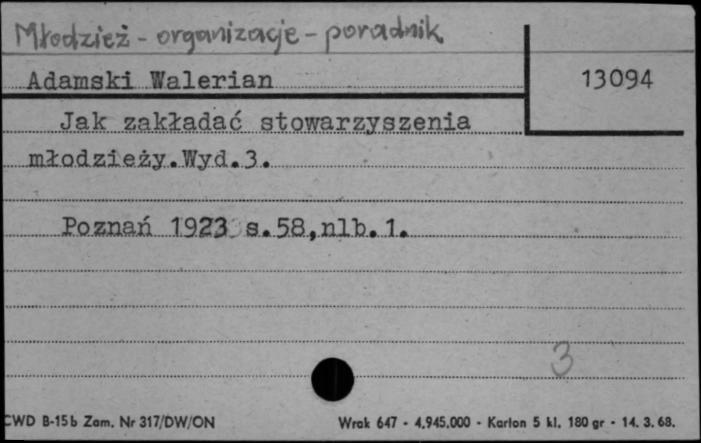 Młodzież - organizacje - poradnik
Adamski Walerian
13094
Jak zakładać stowarzyszenia
młodzieży.Wyd.3.
Poznań 1923 s.58,nlb.1.
3
CWD B-15b Zam. Nr 317/DW/ON
Wrak 647 - 4.945.000 - Karton 5 kl. 180 gr - 14. 3. 68.